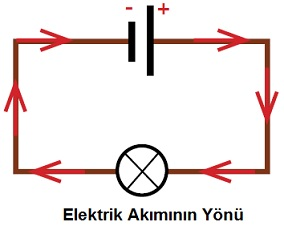 - +
Elektrik Akımının Yönü